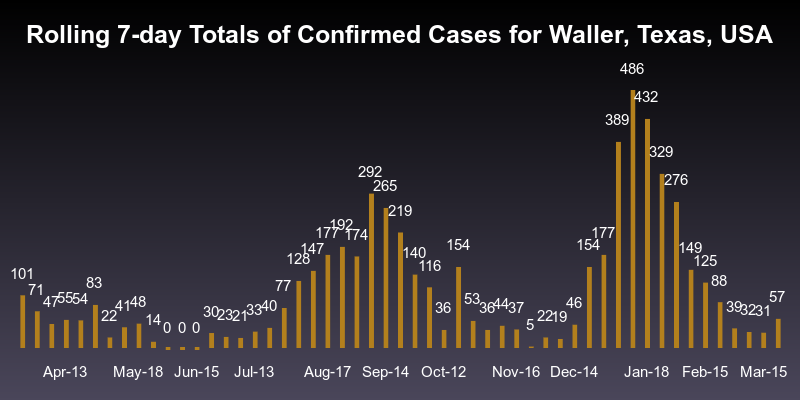 Rolling 7-day Totals of Confirmed Cases for Waller, Texas, USA
101 71 47 55 54 83 22 41 48 14 0 0 0 30 23 21 33 40 77 128 147 177 192 174 292 265 219 140 116 36 154 53 36 44 37 5 22 19 46 154 177 389 486 432 329 276 149 125 88 39 32 31 57
Apr-13 May-18 Jun-15 Jul-13 Aug-17 Sep-14 Oct-12 Nov-16 Dec-14 Jan-18 Feb-15 Mar-15